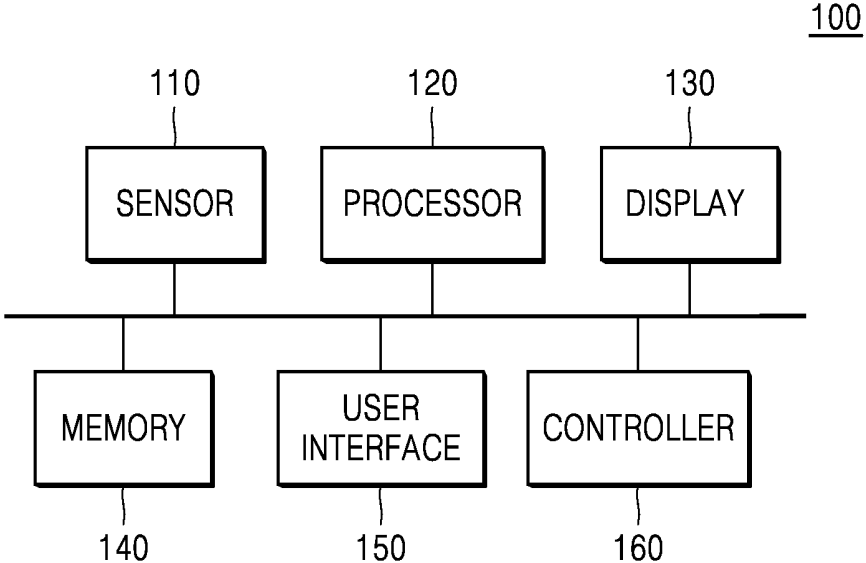 100
110
120
130
SENSOR
PROCESSOR
DISPLAY
MEMORY
USER
INTERFACE
CONTROLLER
140
150
160